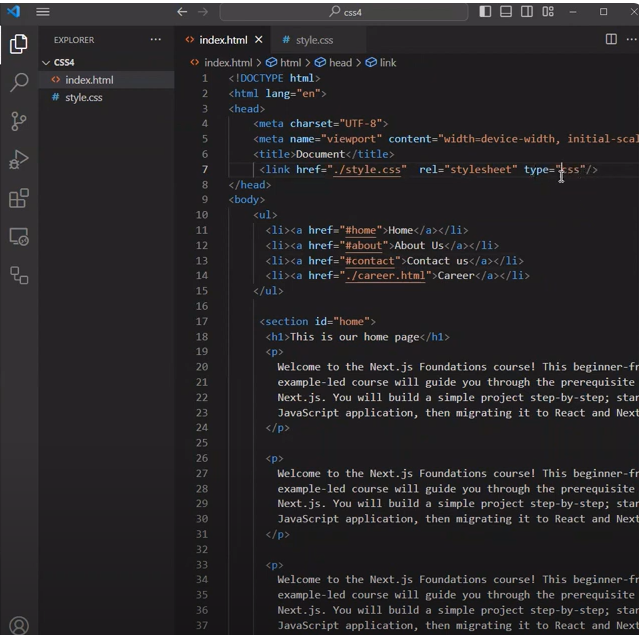 css4
EXPLORER ...
index.html
style.css
CSS4
index.html
style.css
index.html > html > head > link
1 <!DOCTYPE html>
2 <html lang="en">
3 <head>
4 <meta charset="UTF-8">
5 <meta name="viewport" content="width=device-width, initial-scal
6 <title>Document</title>
7 <link href="./style.css" rel="stylesheet" type="css"/>
8 </head>
9 <body>
10 <ul>
11 <li><a href="#home">Home</a></li>
12 <li><a href="#about">About Us</a></li>
13 <li><a href="#contact">Contact us</a></li>
14 <li><a href="./career.html">Career</a></li>
15 </ul>
16
17 <section id="home">
18 <h1>This is our home page</h1>
19 <p>
20 Welcome to the Next.js Foundations course! This beginner-fr
21 example-led course will guide you through the prerequisite
22 Next.js. You will build a simple project step-by-step; star
23 JavaScript application, then migrating it to React and Next
24 </p>
25
26 <p>
27 Welcome to the Next.js Foundations course! This beginner-fr
28 example-led course will guide you through the prerequisite
29 Next.js. You will build a simple project step-by-step; star
30 JavaScript application, then migrating it to React and Next
31 </p>
32
33 <p>
34 Welcome to the Next.js Foundations course! This beginner-fr
35 example-led course will guide you through the prerequisite
36 Next.js. You will build a simple project step-by-step; star
37 JavaScript application, then migrating it to React and Next